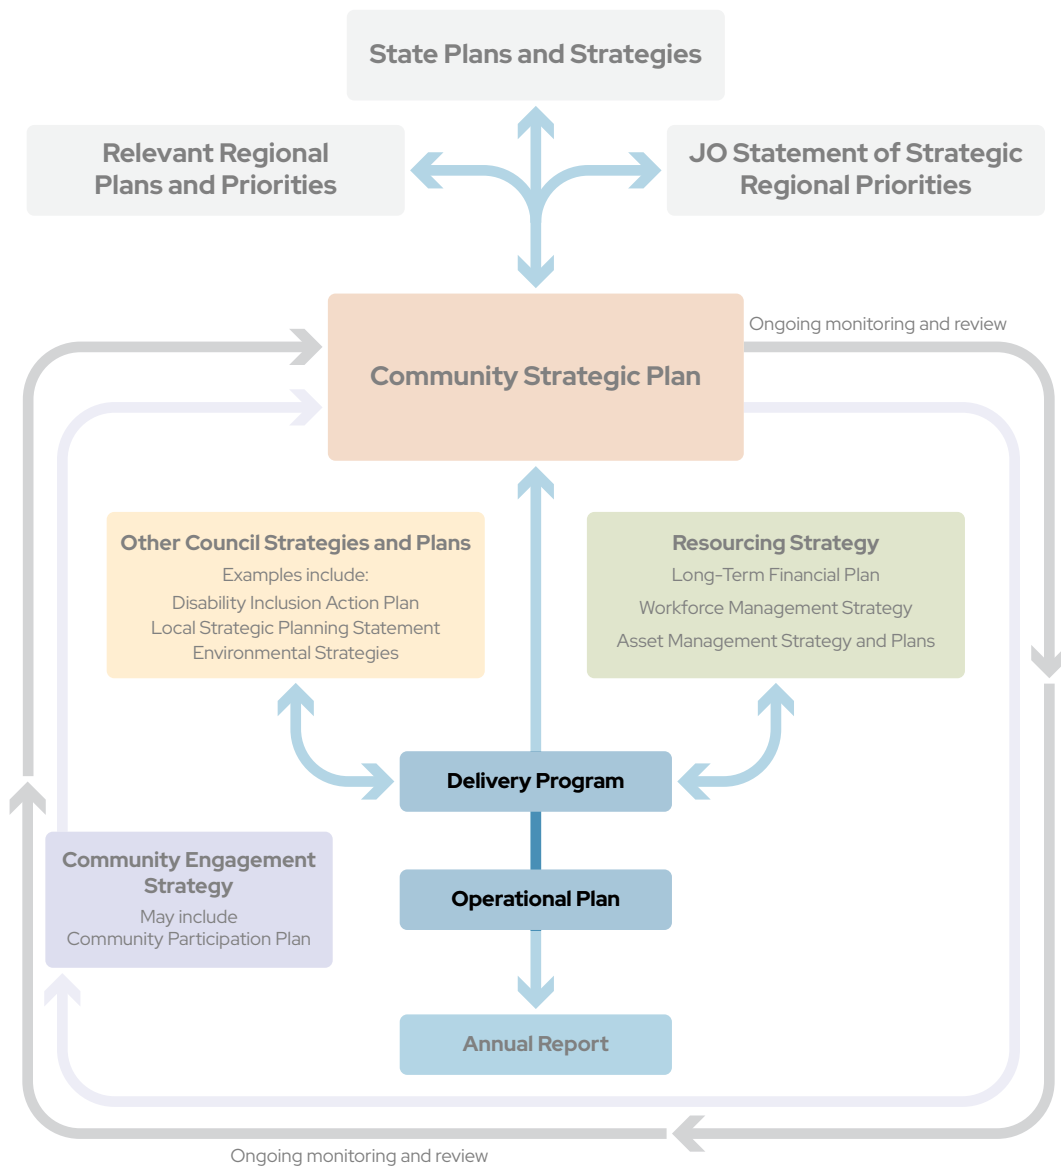 State Plans and Strategies
Relevant Regional
Plans and Priorities
JO Statement of Strategic
Regional Priorities
Ongoing monitoring and review
Community Strategic Plan
Other Council Strategies and Plans
Examples include:
Disability Inclusion Action Plan
Local Strategic Planning Statement
Environmental Strategies
Resourcing Strategy
Long-Term Financial Plan
Workforce Management Strategy
Asset Management Strategy and Plans
Delivery Program
Community Engagement
Strategy
May include
Community Participation Plan
Operational Plan
Annual Report
Ongoing monitoring and review